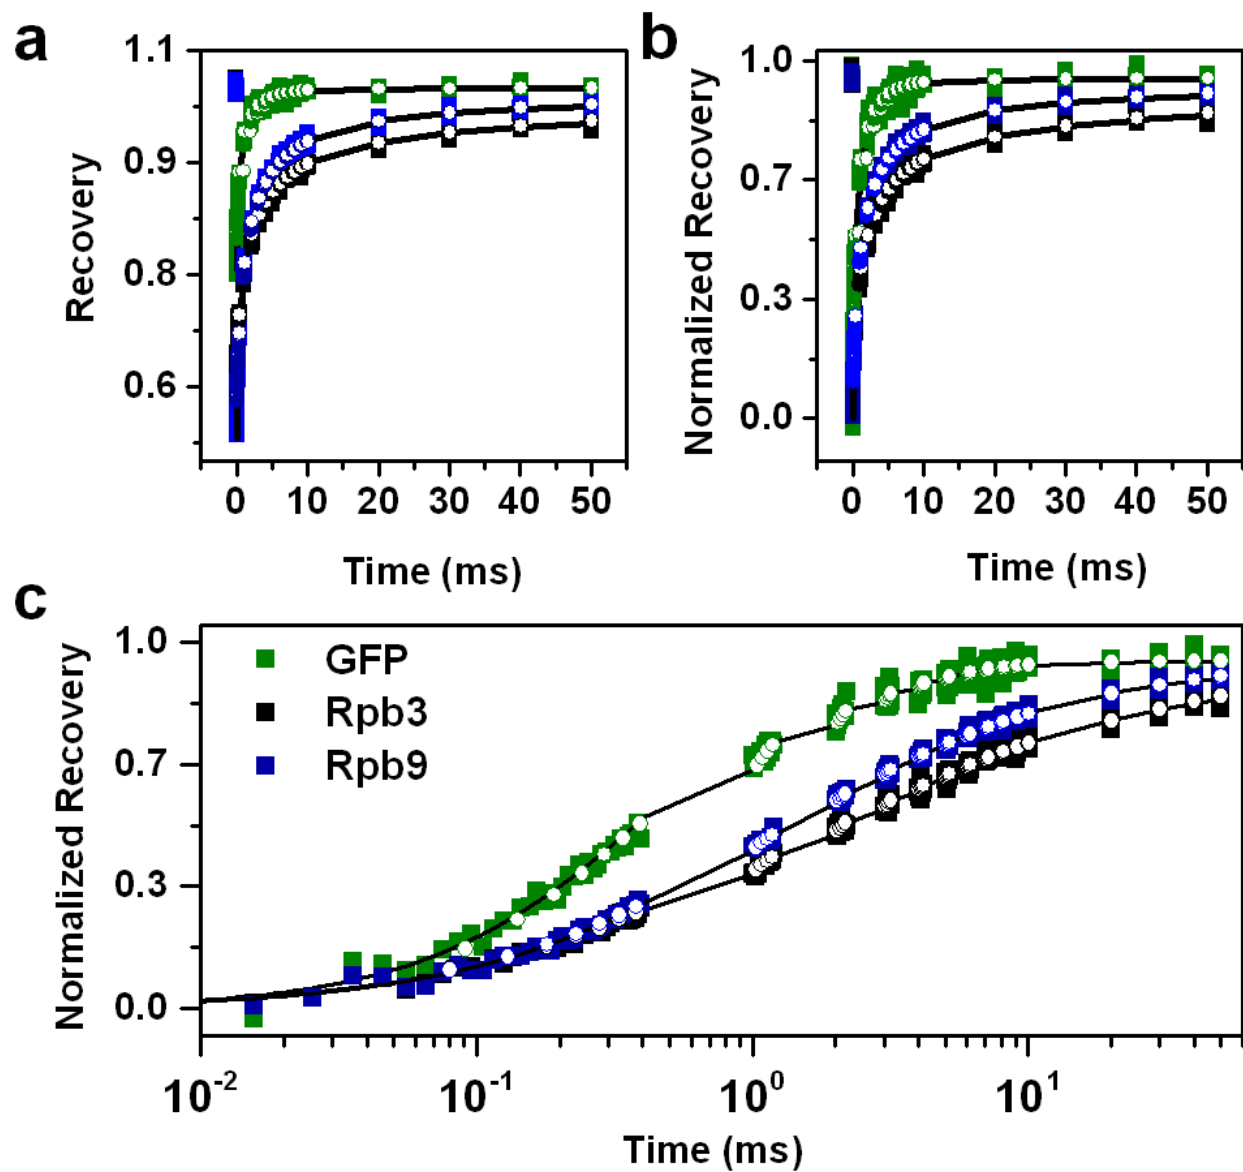 a
1.1
0.9
0.8
0.6
Recovery
0 10 20 30 40 50
Time (ms)
b
1.0
0.7
0.3
0.0
Normalized Recovery
0 10 20 30 40 50
Time (ms)
c
1.0
0.7
0.3
0.0
Normalized Recovery
GFP
Rpb3
Rpb9
10-2 10-1 100 101
Time (ms)